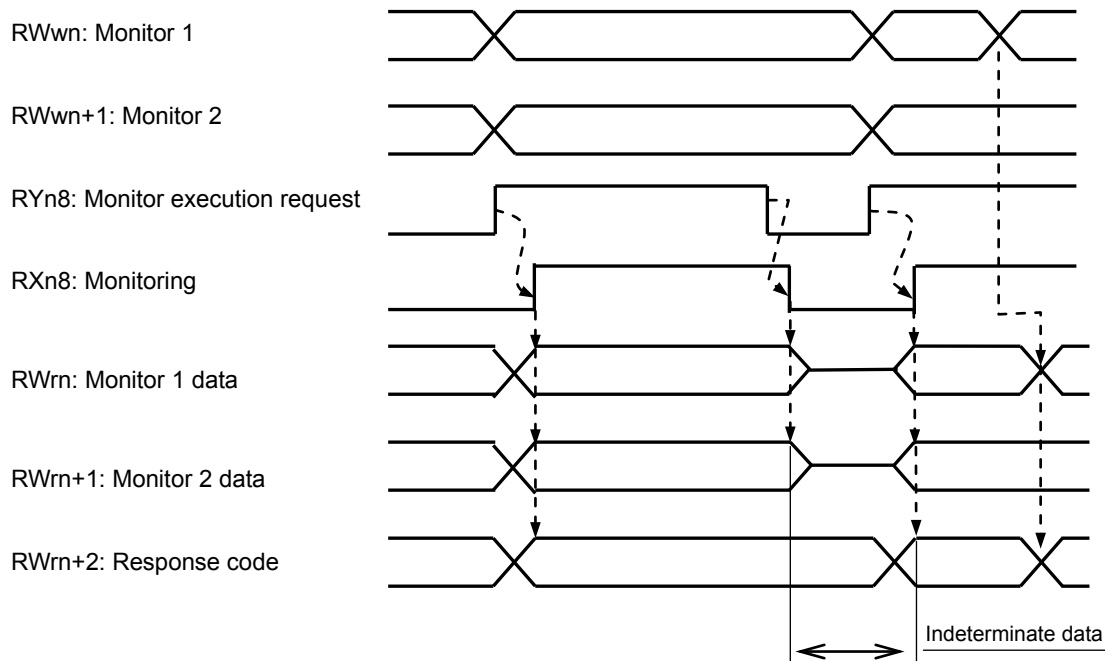 RWwn: Monitor 1
RWwn+1: Monitor 2
RYn8: Monitor execution request
RXn8: Monitoring
RWrn: Monitor 1 data
RWrn+1: Monitor 2 data
RWrn+2: Response code
Indeterminate data